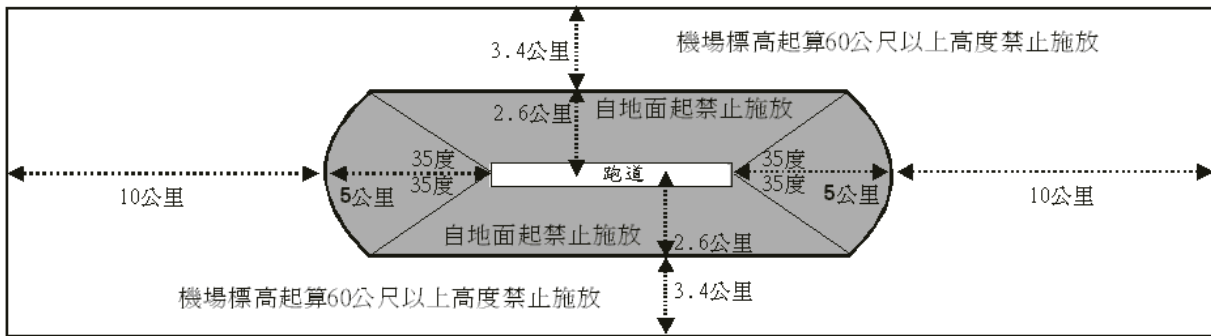 3.4公里
機場標高起算60公尺以上高度禁止施放
2.6公里
自地面起禁止施放
35度
35度
跑道
35度
35度
10公里
5公里
5公里
10公里
自地面起禁止施放
2.6公里
機場標高起算60公尺以上高度禁止施放
3.4公里